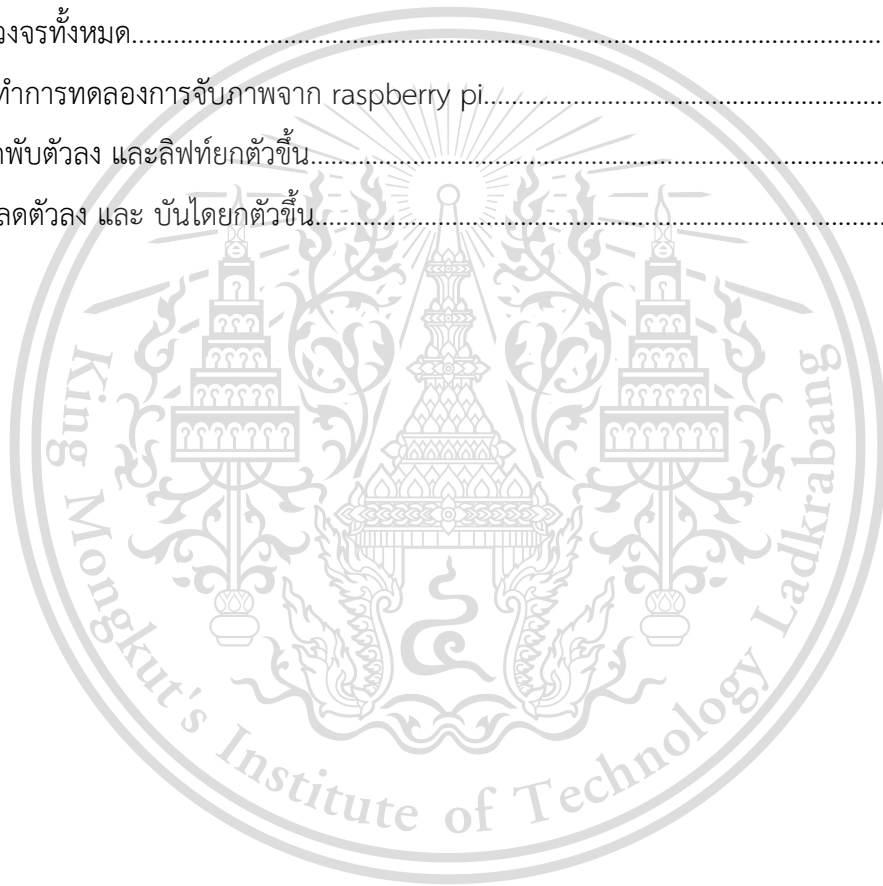 วงจรทั้งหมด
ทำการทดลองการจับภาพจาก raspberry pi
พับตัวลง และลิฟท์ยกตัวขึ้น
ลดตัวลง และ บันไดยกตัวขึ้น
King Mongkut's Institute of Technology Ladkrabang